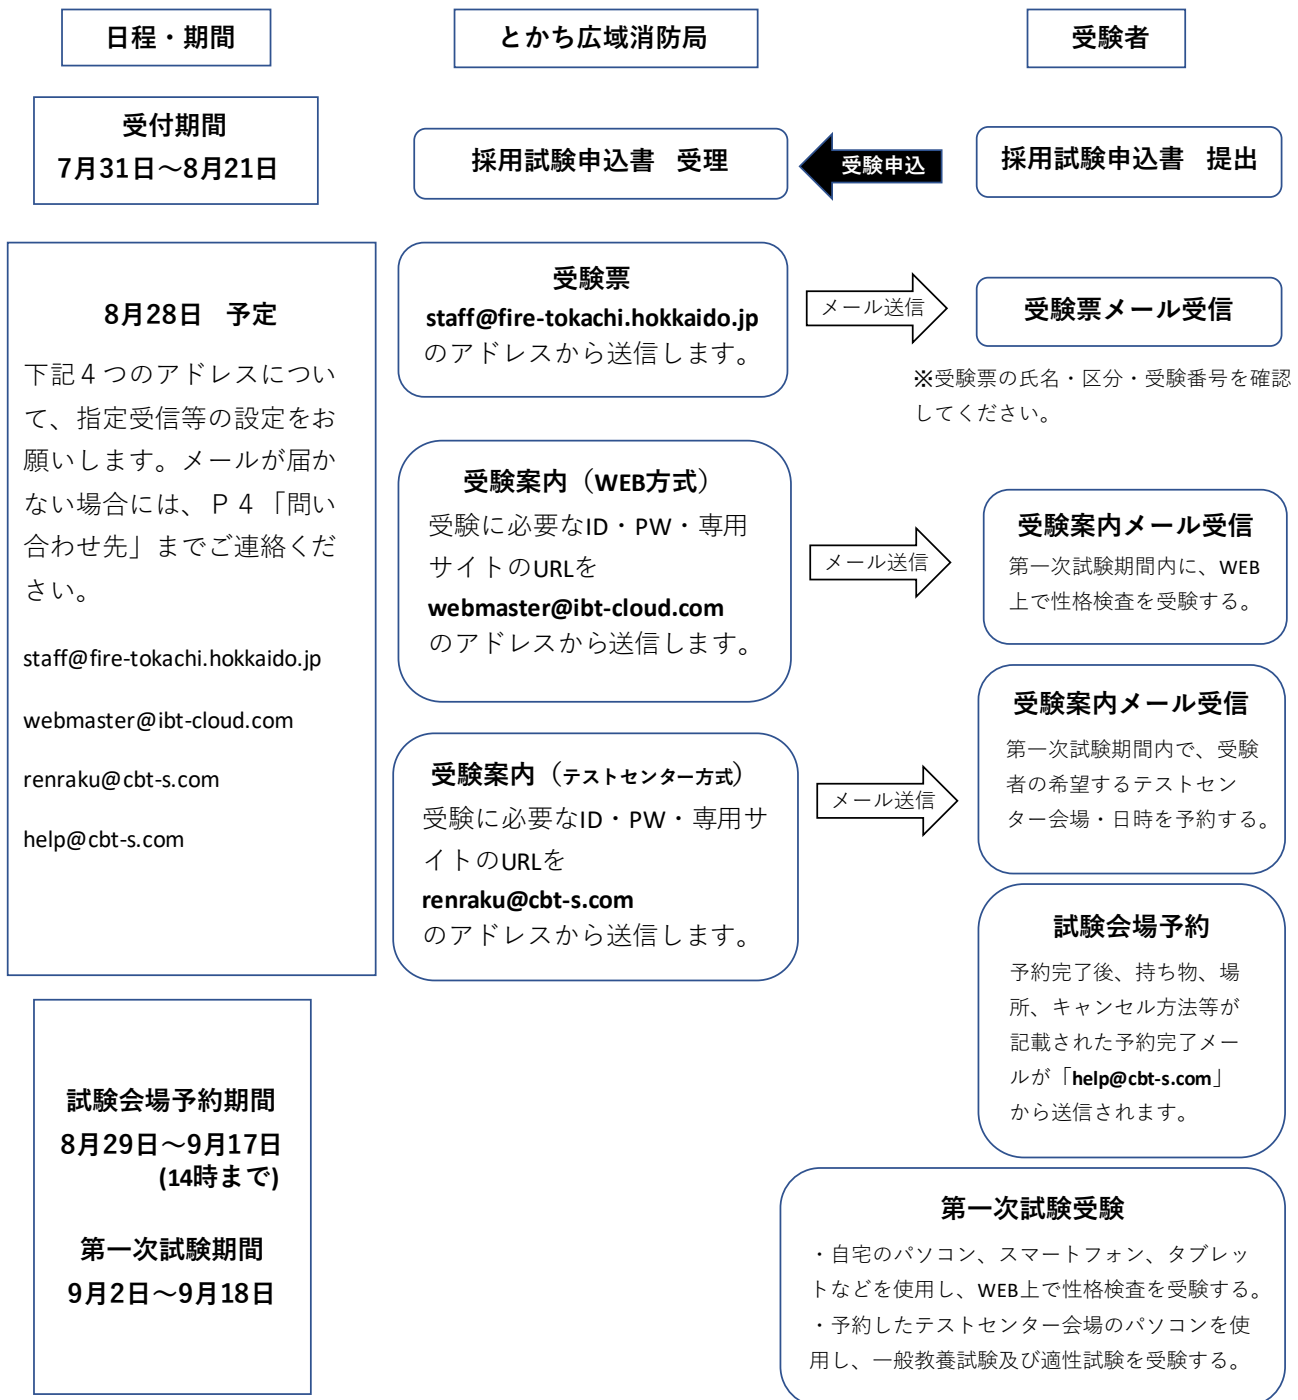 日程・期間
とかち広域消防局
受験者
受付期間
7月31日～8月21日
採用試験申込書　受理
受験申込
採用試験申込書　提出
8月28日　予定
下記４つのアドレスについ
て、指定受信等の設定をお
願いします。メールが届か
ない場合には、Ｐ４「問い
合わせ先」までご連絡くだ
さい。
staff@fire-tokachi.hokkaido.jp
webmaster@ibt-cloud.com
renraku@cbt-s.com
help@cbt-s.com
受験票
staff@fire-tokachi.hokkaido.jp
のアドレスから送信します。
メール送信
受験票メール受信
※受験票の氏名・区分・受験番号を確認
してください。
受験案内（WEB方式）
受験に必要なID・PW・専用
サイトのURLを
webmaster@ibt-cloud.com
のアドレスから送信します。
メール送信
受験案内メール受信
第一次試験期間内に、WEB
上で性格検査を受験する。
受験案内（テストセンター方式）
受験に必要なID・PW・専用サ
イトのURLを
renraku@cbt-s.com
のアドレスから送信します。
メール送信
受験案内メール受信
第一次試験期間内で、受験
者の希望するテストセン
ター会場・日時を予約する。
試験会場予約
予約完了後、持ち物、場
所、キャンセル方法等が
記載された予約完了メー
ルが「help@cbt-s.com」
から送信されます。
試験会場予約期間
8月29日～9月17日
(14時まで)
第一次試験期間
9月2日～9月18日
第一次試験受験
・自宅のパソコン、スマートフォン、タブレッ
トなどを使用し、WEB上で性格検査を受験する。
・予約したテストセンター会場のパソコンを使
用し、一般教養試験及び適性試験を受験する。